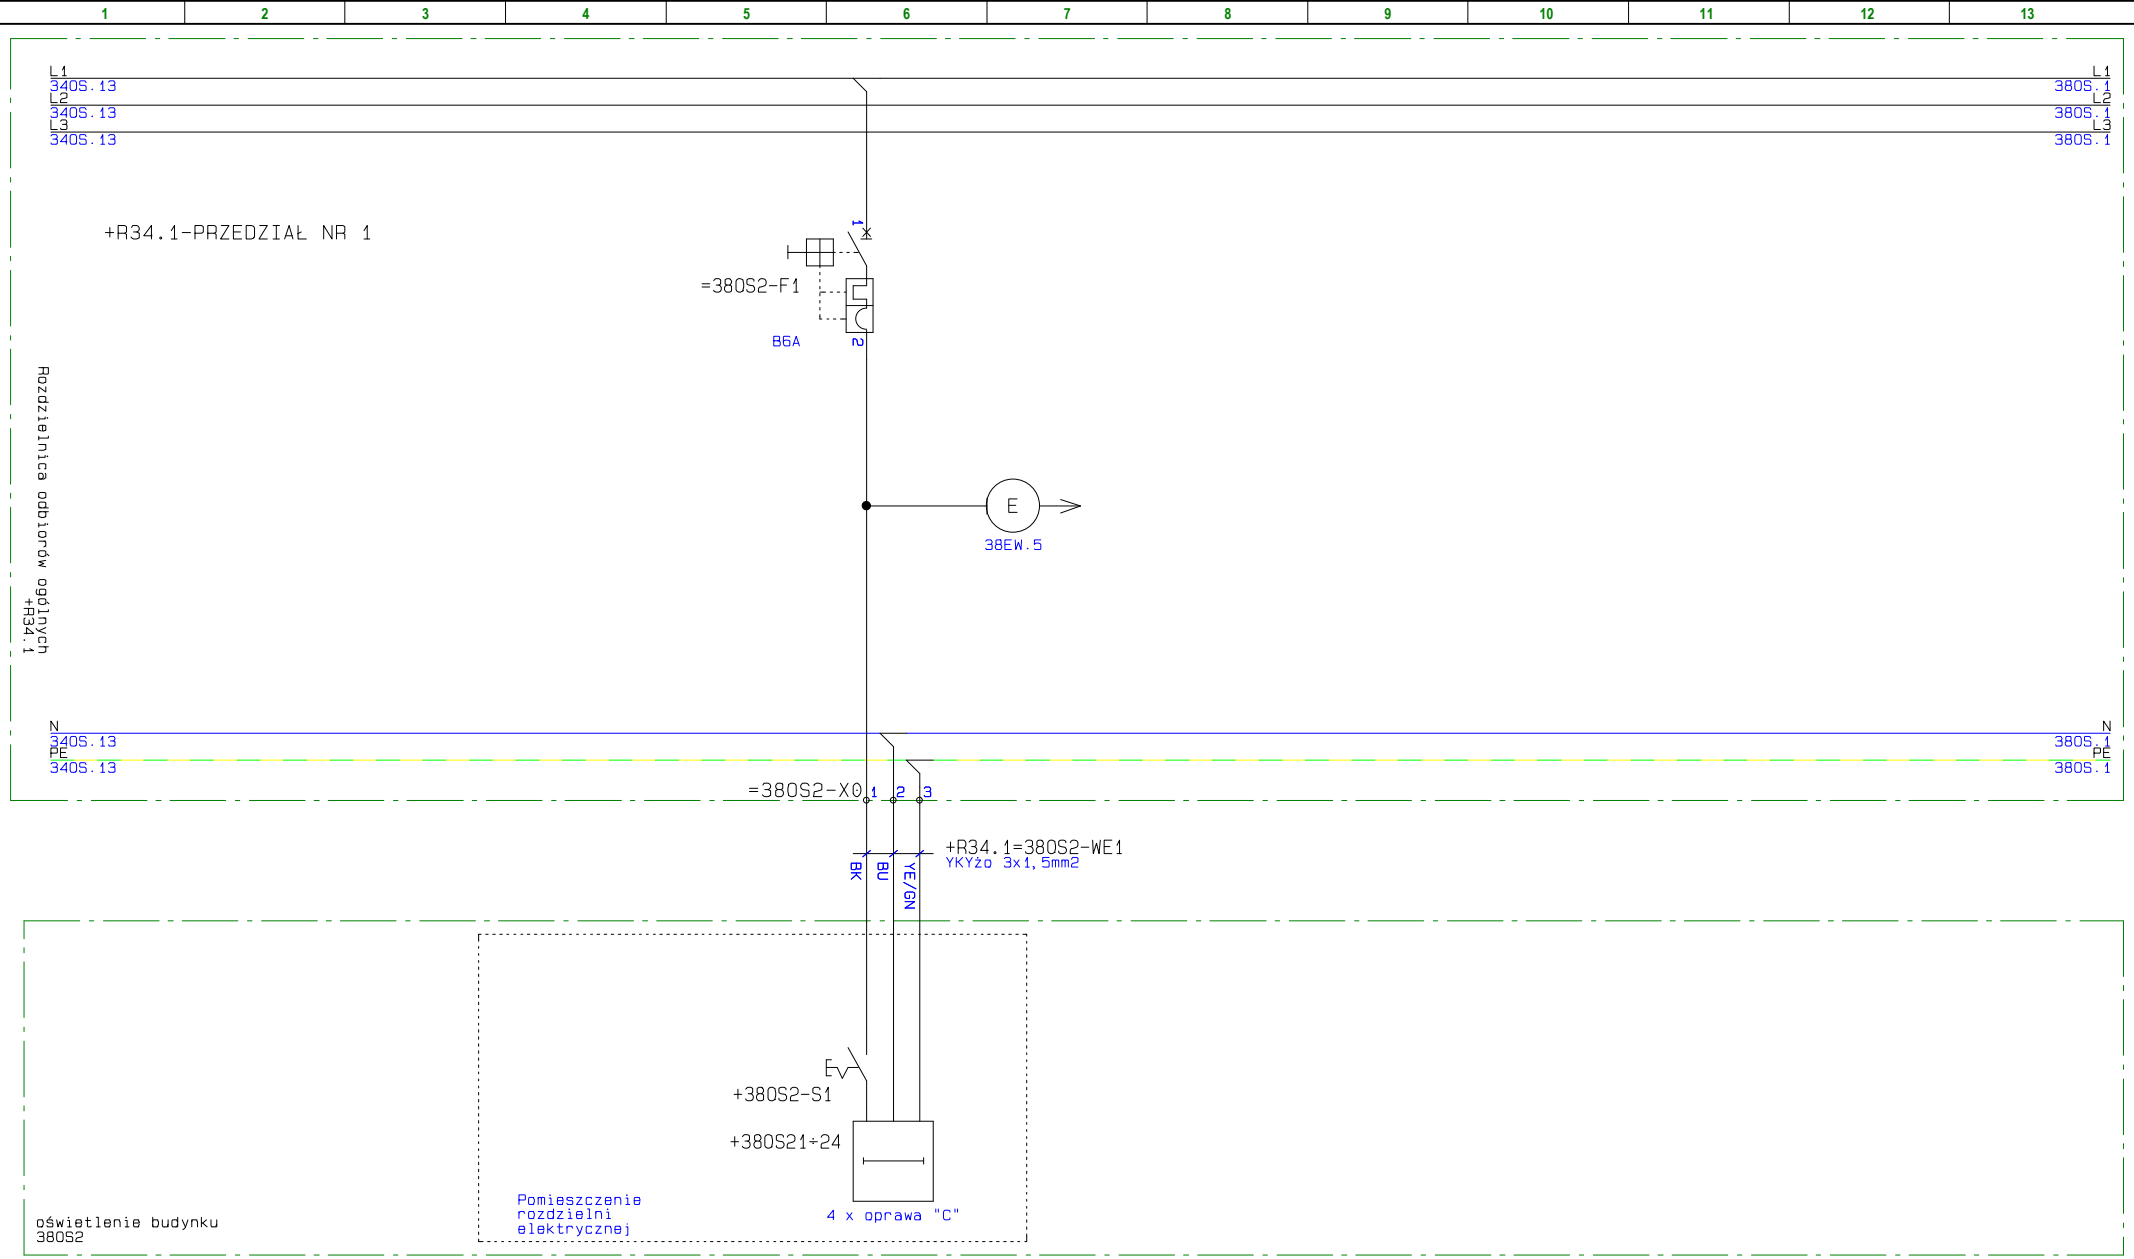 1 2 3 4 5 6 7 8 9 10 11 12 13
L1 L1
340S.13 380S.1
L2 L2
340S.13 380S.1
L3 L3
340S.13 380S.1
+R34.1-PRZEDZIAŁ NR 1
1
=380S2-F1
B6A
2
Rozdzielnica odbiorów ogólnych
+R34.1
E
38EW.5
N N
340S.13 380S.1
PE PE
340S.13 380S.1
=380S2-X0 1 2 3
+R34.1=380S2-WE1
YKYżo 3x1,5mm2
BK BU YE/GN
+380S2-S1
+380S21÷24
Pomieszczenie
rozdzielni
elektrycznej
4 x oprawa "C"
oświetlenie budynku
380S2